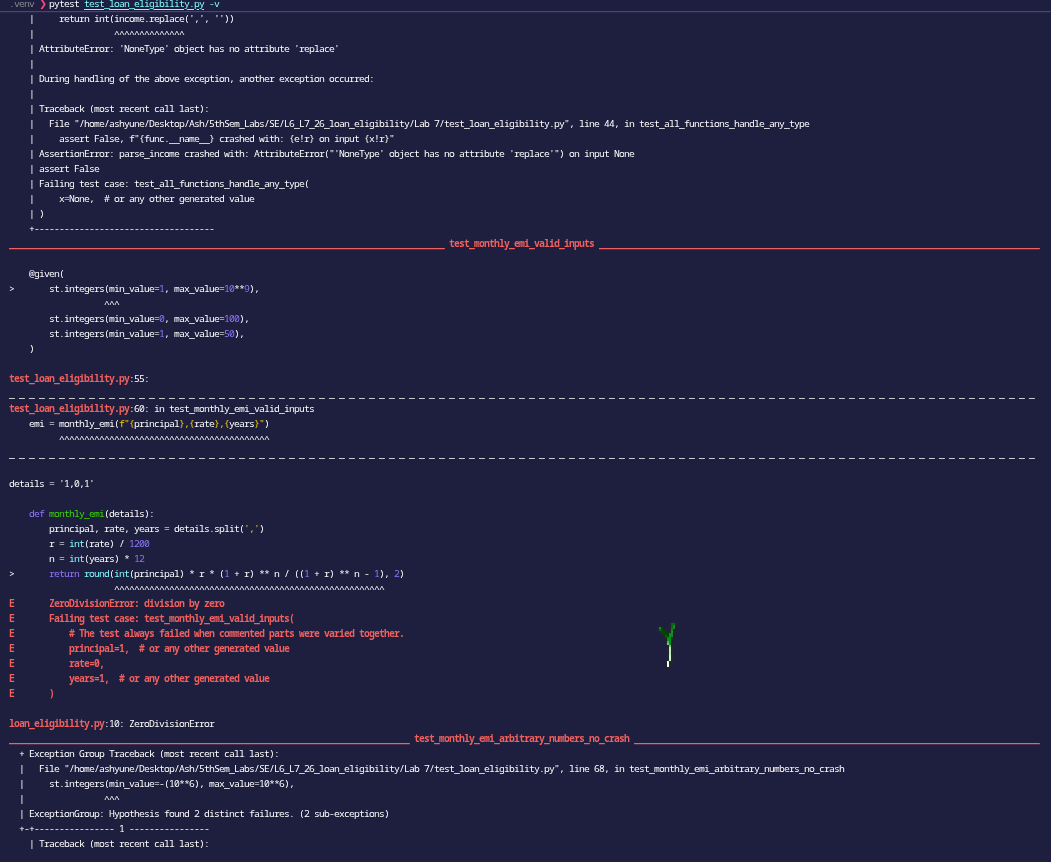 .venv ❯ pytest test_loan_eligibility.py -v
|     return int(income.replace(',', ''))
|                ^^^^^^^^^^^^^^
| AttributeError: 'NoneType' object has no attribute 'replace'
|
| During handling of the above exception, another exception occurred:
|
| Traceback (most recent call last):
|   File "/home/ashyune/Desktop/Ash/5thSem_Labs/SE/L6_L7_26_loan_eligibility/Lab 7/test_loan_eligibility.py", line 44, in test_all_functions_handle_any_type
|     assert False, f"{func.__name__} crashed with: {e!r} on input {x!r}"
| AssertionError: parse_income crashed with: AttributeError("'NoneType' object has no attribute 'replace'") on input None
| assert False
| Failing test case: test_all_functions_handle_any_type(
|     x=None,  # or any other generated value
| )
+------------------------------------
test_monthly_emi_valid_inputs
@given(
>       st.integers(min_value=1, max_value=10**9),
                   ^^^
        st.integers(min_value=0, max_value=100),
        st.integers(min_value=1, max_value=50),
    )
test_loan_eligibility.py:55:
_ _ _ _ _ _ _ _ _ _ _ _ _ _ _ _ _ _ _ _ _ _ _ _ _ _ _ _ _ _ _ _ _ _ _ _ _ _ _ _
test_loan_eligibility.py:60: in test_monthly_emi_valid_inputs
    emi = monthly_emi(f"{principal},{rate},{years}")
          ^^^^^^^^^^^^^^^^^^^^^^^^^^^^^^^^^^^^^^^^^^
_ _ _ _ _ _ _ _ _ _ _ _ _ _ _ _ _ _ _ _ _ _ _ _ _ _ _ _ _ _ _ _ _ _ _ _ _ _ _ _
details = '1,0,1'
    def monthly_emi(details):
        principal, rate, years = details.split(',')
        r = int(rate) / 1200
        n = int(years) * 12
>       return round(int(principal) * r * (1 + r) ** n / ((1 + r) ** n - 1), 2)
                     ^^^^^^^^^^^^^^^^^^^^^^^^^^^^^^^^^^^^^^^^^^^^^^^^^^^^^^
E       ZeroDivisionError: division by zero
E       Failing test case: test_monthly_emi_valid_inputs(
E           # The test always failed when commented parts were varied together.
E           principal=1,  # or any other generated value
E           rate=0,
E           years=1,  # or any other generated value
E       )
loan_eligibility.py:10: ZeroDivisionError
test_monthly_emi_arbitrary_numbers_no_crash
  + Exception Group Traceback (most recent call last):
  |   File "/home/ashyune/Desktop/Ash/5thSem_Labs/SE/L6_L7_26_loan_eligibility/Lab 7/test_loan_eligibility.py", line 68, in test_monthly_emi_arbitrary_numbers_no_crash
  |     st.integers(min_value=-(10**6), max_value=10**6),
  |                ^^^
  | ExceptionGroup: Hypothesis found 2 distinct failures. (2 sub-exceptions)
  +-+---------------- 1 ----------------
    | Traceback (most recent call last):